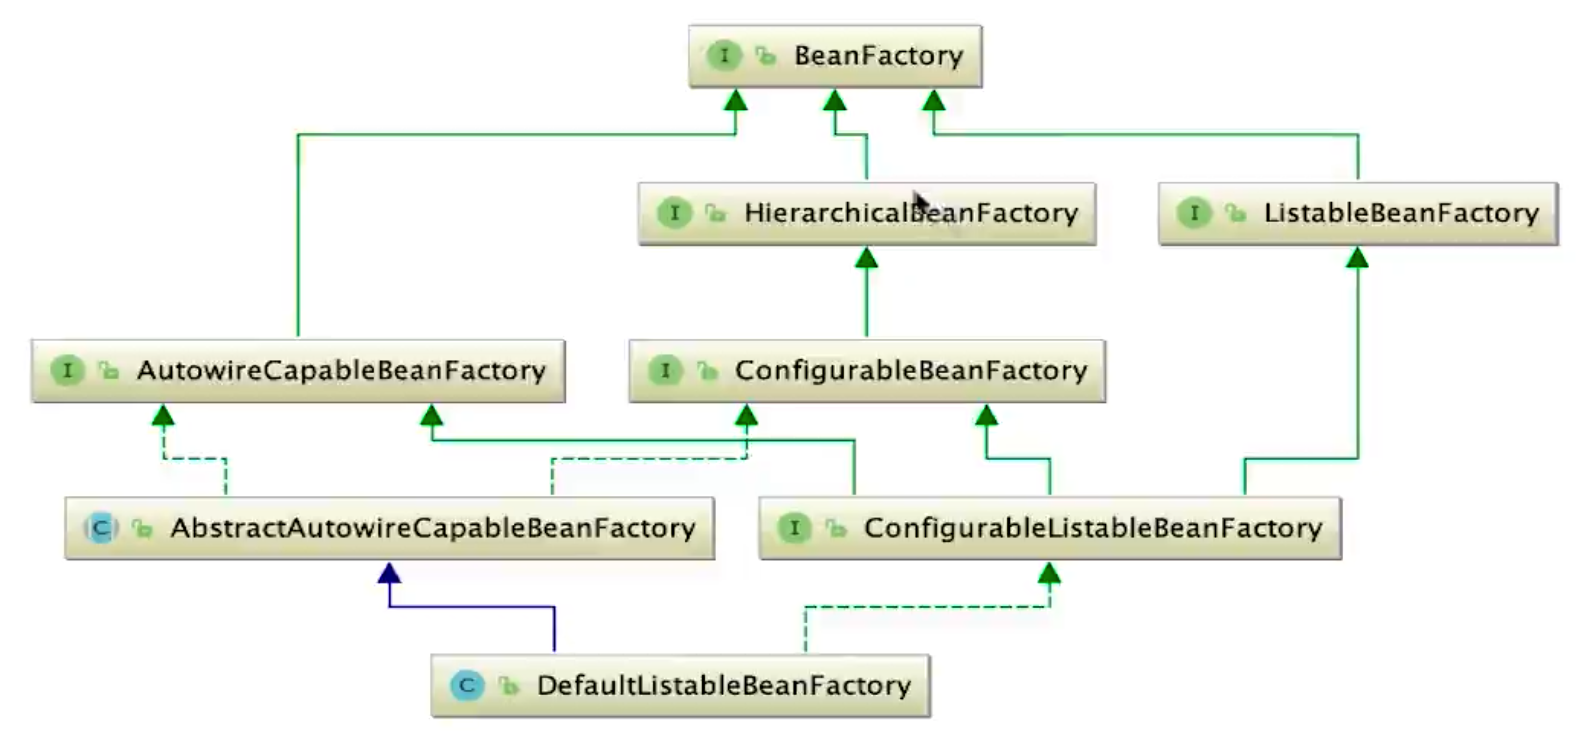 I BeanFactory
I HierarchicalBeanFactory
I ListableBeanFactory
I AutowireCapableBeanFactory
I ConfigurableBeanFactory
C AbstractAutowireCapableBeanFactory
I ConfigurableListableBeanFactory
C DefaultListableBeanFactory